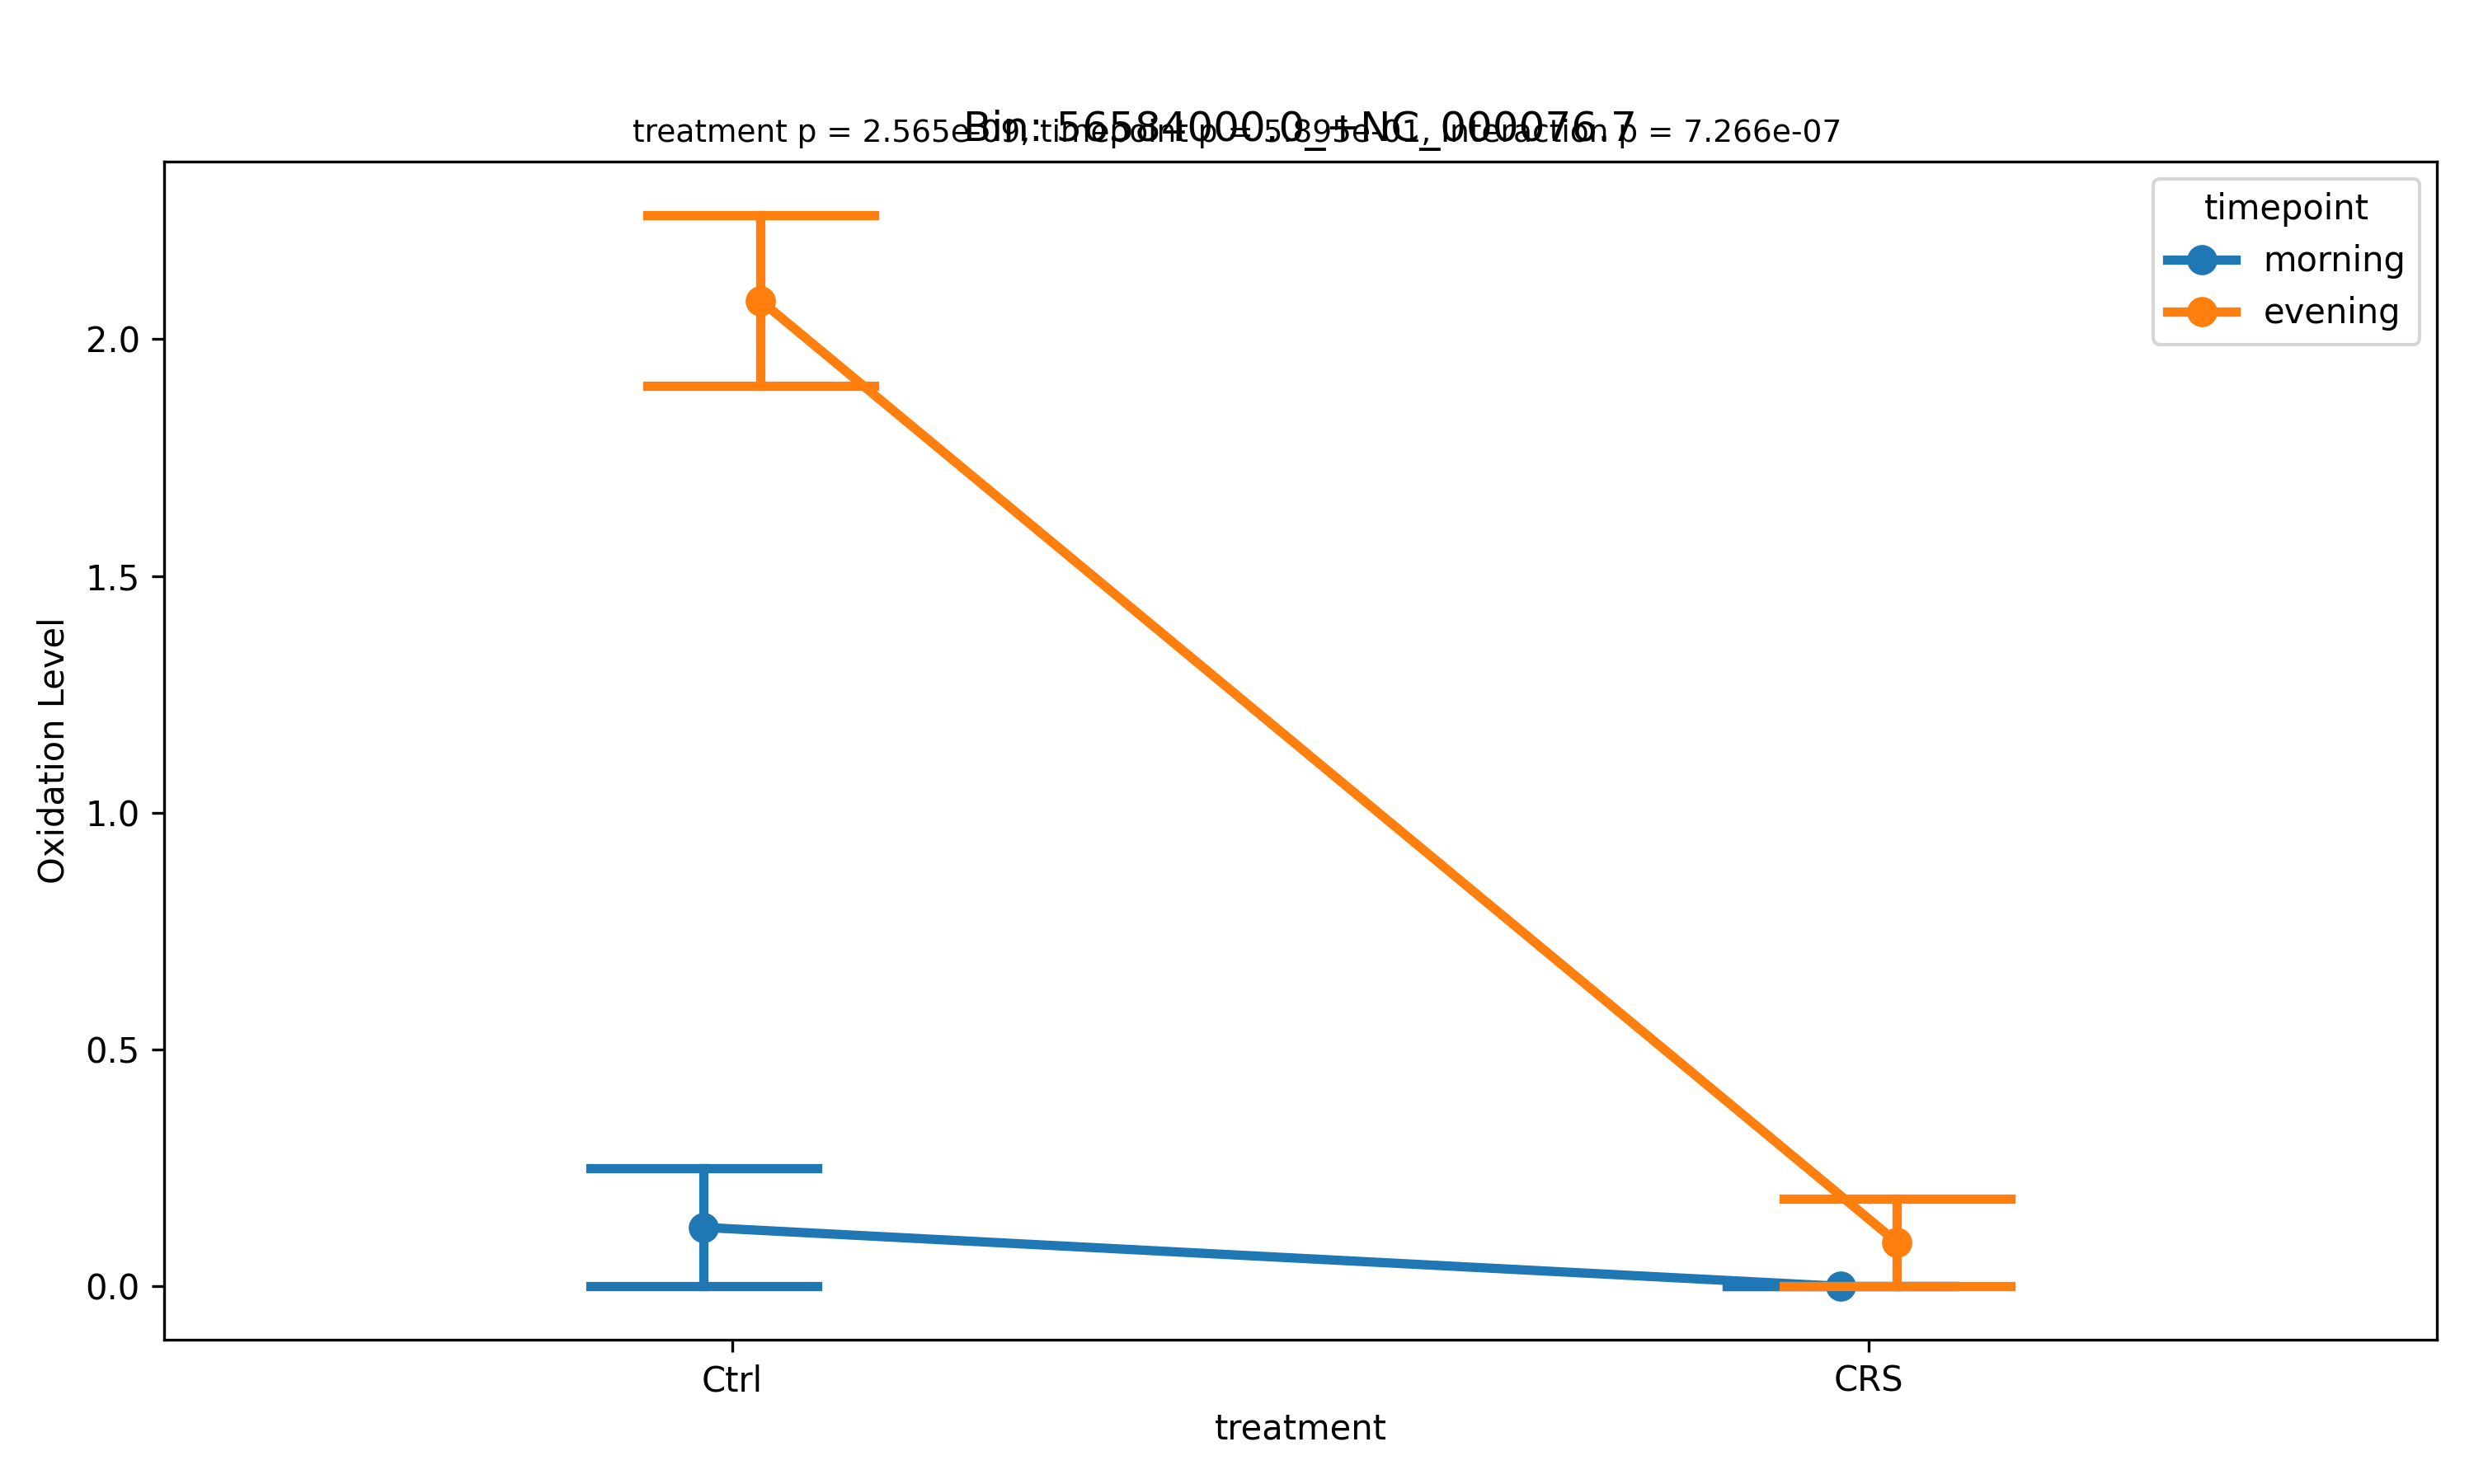 Bin: 56584000.0_+NC_000076.7
treatment p = 2.565e-09, timepoint p = 5.895e-01, interaction p = 7.266e-07
timepoint
morning
evening
2.0
1.5
1.0
0.5
0.0
Oxidation Level
Ctrl
CRS
treatment